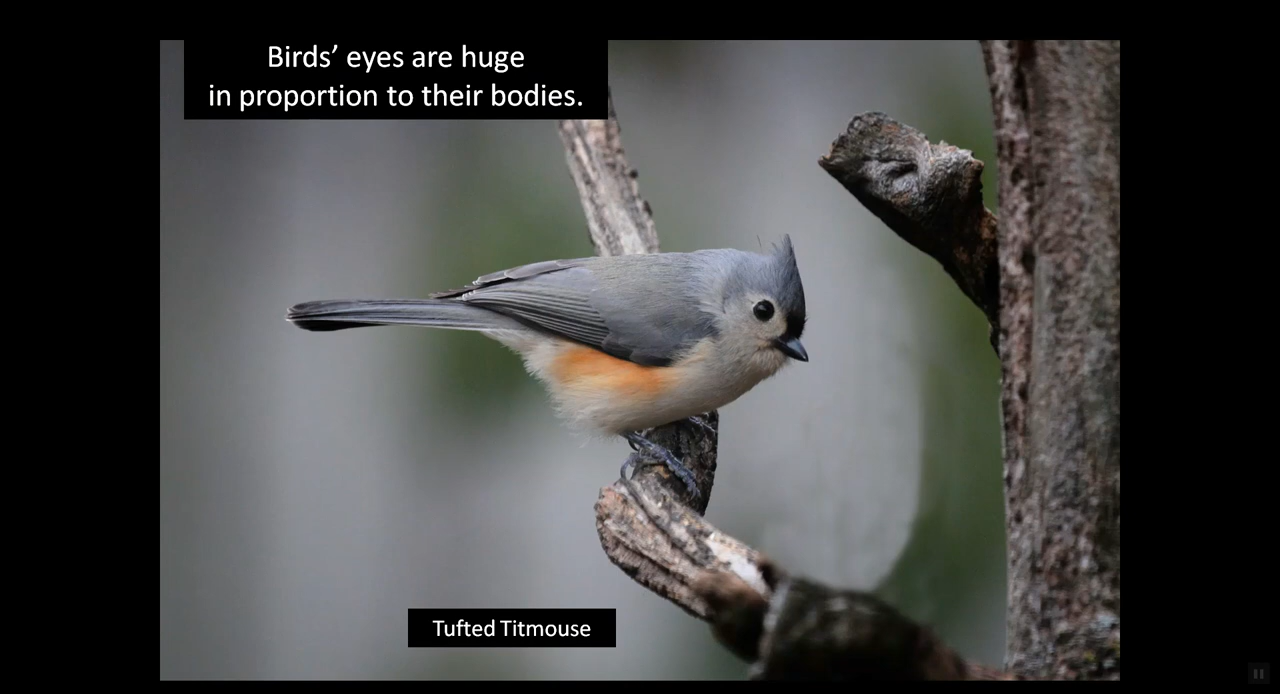 Birds’ eyes are huge
in proportion to their bodies.
Tufted Titmouse